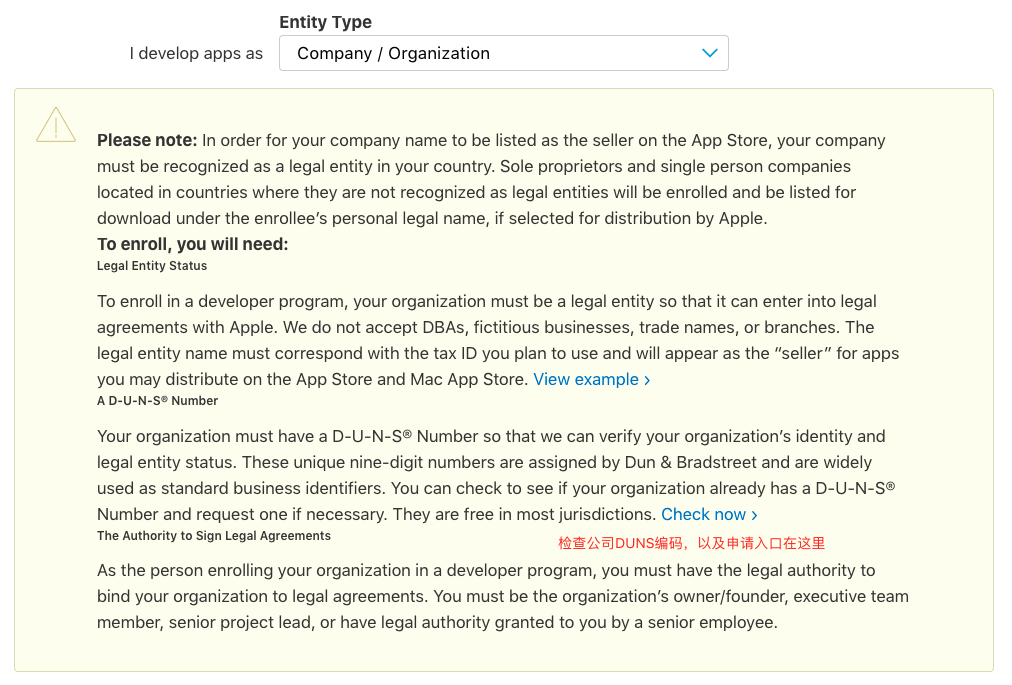 Entity Type
I develop apps as Company / Organization
Please note: In order for your company name to be listed as the seller on the App Store, your company
must be recognized as a legal entity in your country. Sole proprietors and single person companies
located in countries where they are not recognized as legal entities will be enrolled and be listed for
download under the enrollee’s personal legal name, if selected for distribution by Apple.
To enroll, you will need:
Legal Entity Status
To enroll in a developer program, your organization must be a legal entity so that it can enter into legal
agreements with Apple. We do not accept DBAs, fictitious businesses, trade names, or branches. The
legal entity name must correspond with the tax ID you plan to use and will appear as the “seller” for apps
you may distribute on the App Store and Mac App Store. View example ›
A D-U-N-S® Number
Your organization must have a D-U-N-S® Number so that we can verify your organization’s identity and
legal entity status. These unique nine-digit numbers are assigned by Dun & Bradstreet and are widely
used as standard business identifiers. You can check to see if your organization already has a D-U-N-S®
Number and request one if necessary. They are free in most jurisdictions. Check now ›
The Authority to Sign Legal Agreements
检查公司DUNS编码，以及申请入口在这里
As the person enrolling your organization in a developer program, you must have the legal authority to
bind your organization to legal agreements. You must be the organization’s owner/founder, executive team
member, senior project lead, or have legal authority granted to you by a senior employee.